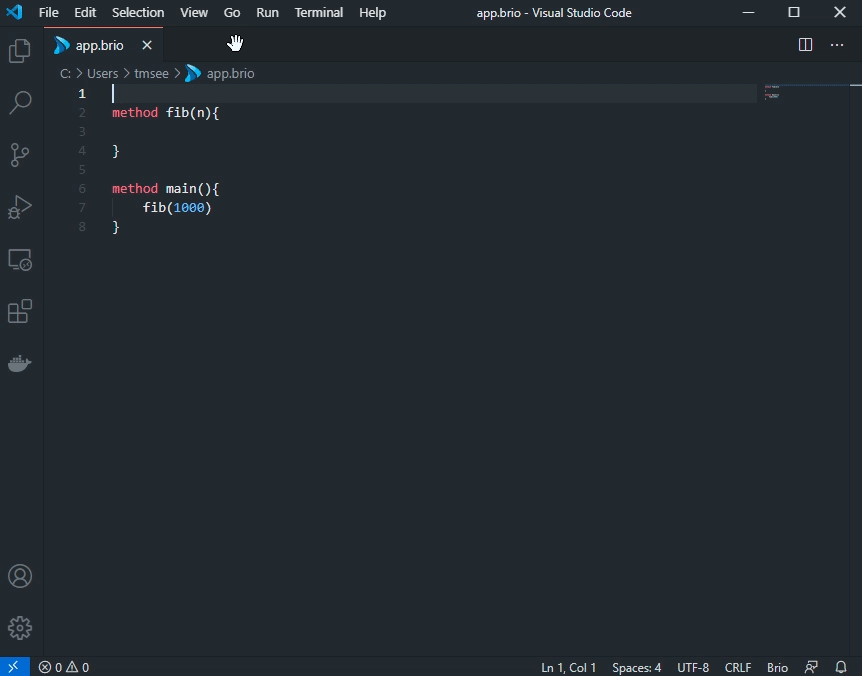 File Edit Selection View Go Run Terminal Help app.brio - Visual Studio Code
app.brio
C: > Users > tmsee > app.brio
1
2 method fib(n){
3
4 }
5
6 method main(){
7 fib(1000)
8 }
0 0 Ln 1, Col 1 Spaces: 4 UTF-8 CRLF Brio